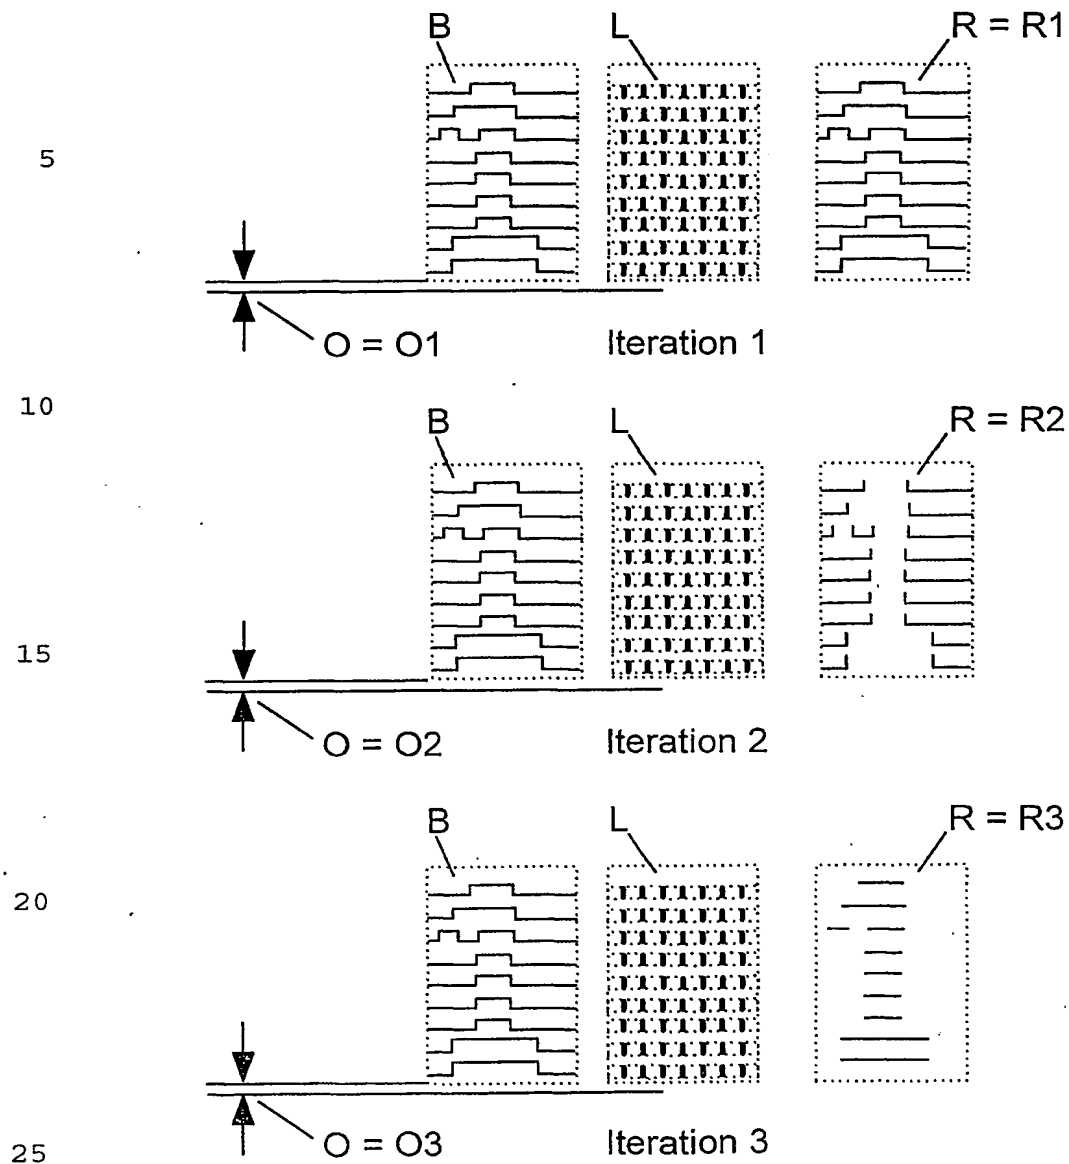 B L R = R1
5
O = O1 Iteration 1
10
B L R = R2
15
O = O2 Iteration 2
B L R = R3
20
O = O3 Iteration 3
25